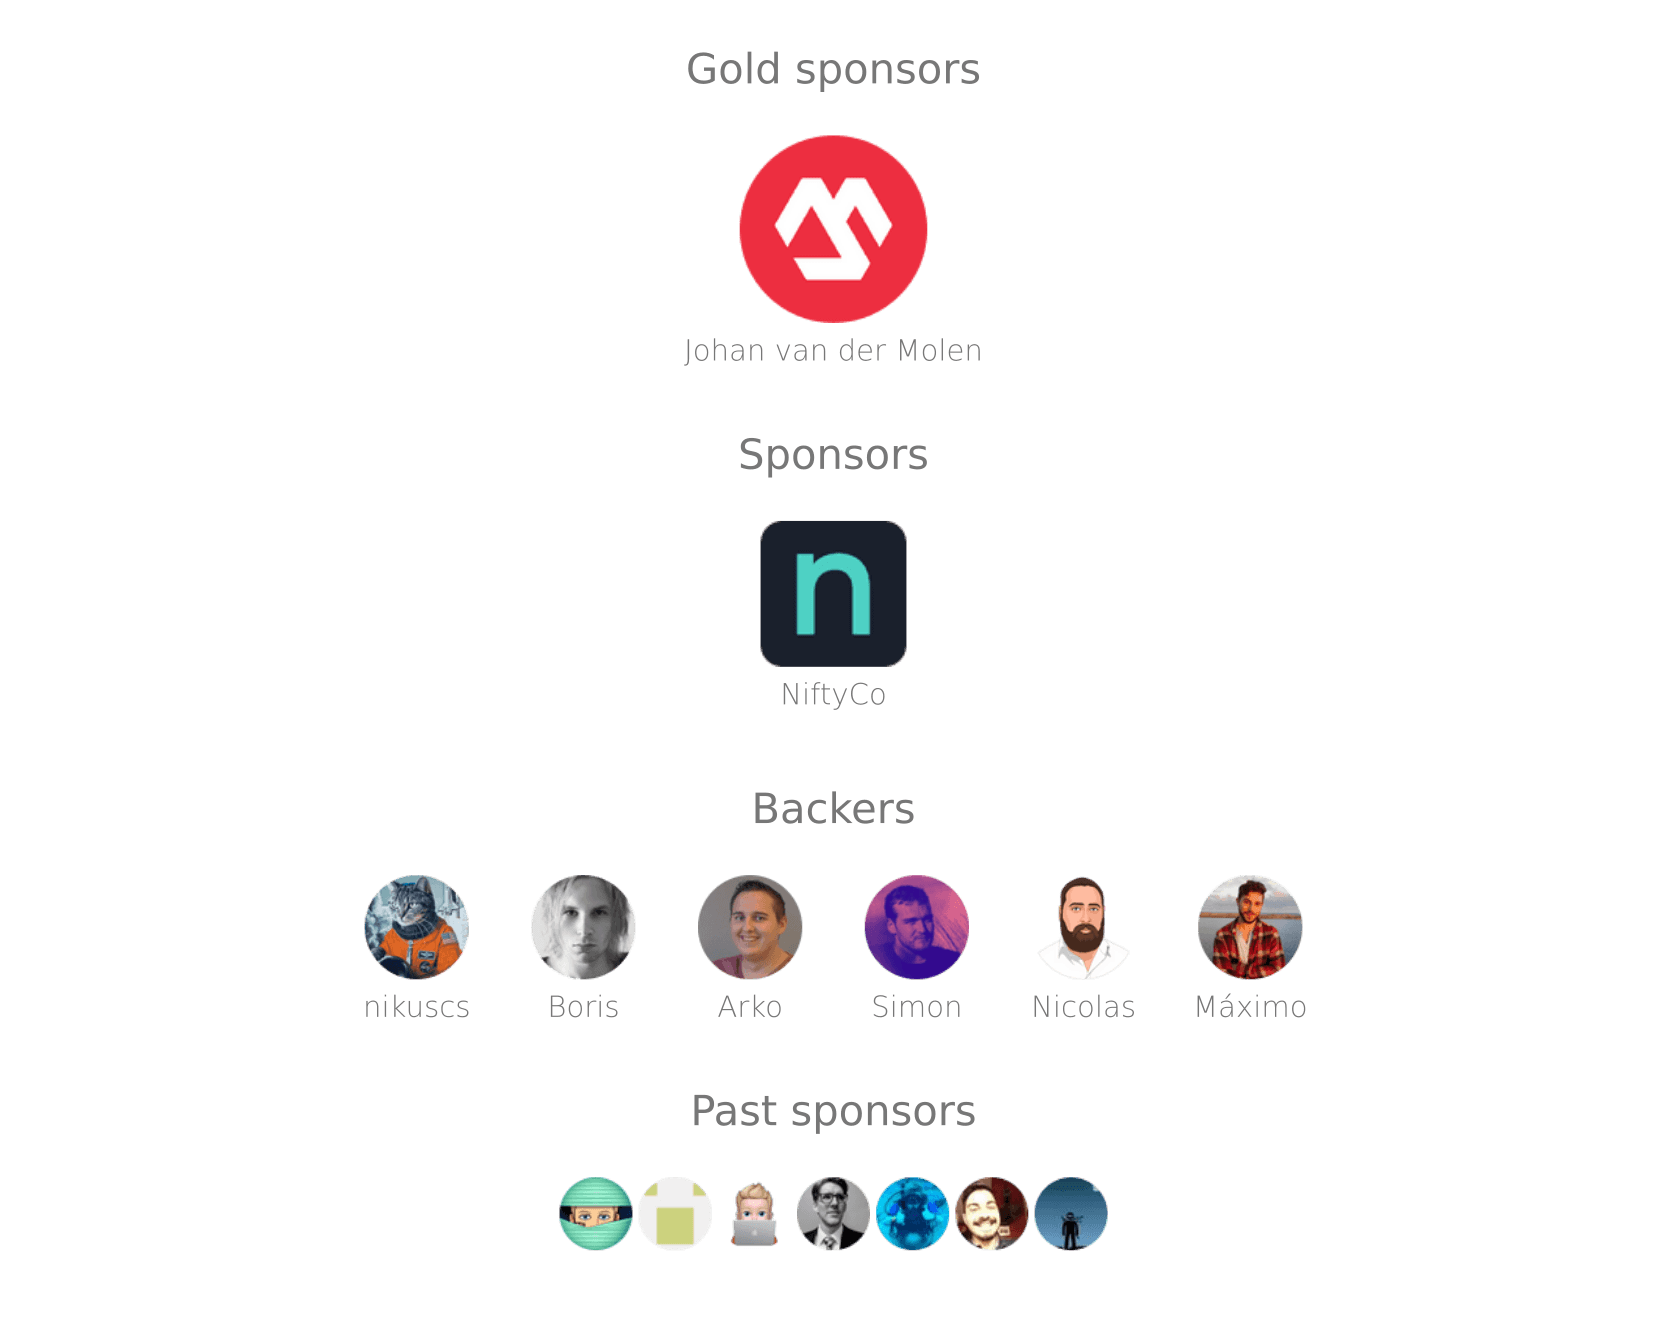 Gold sponsors
Johan van der Molen
Sponsors
n
NiftyCo
Backers
nikuscs Boris Arko Simon Nicolas Máximo
Past sponsors